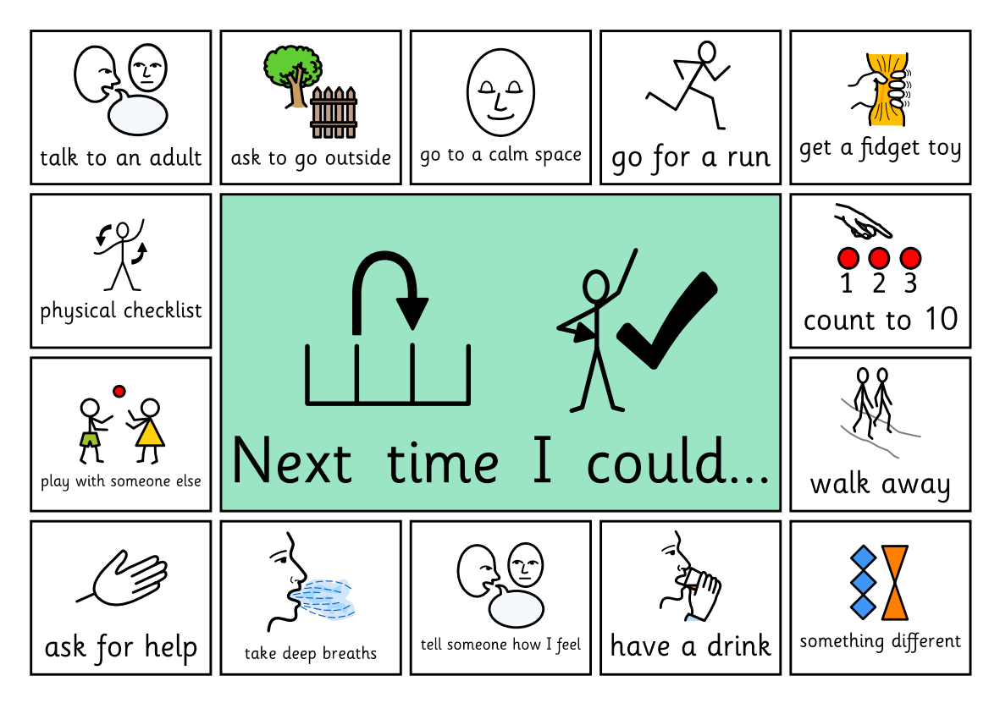 talk to an adult
ask to go outside
go to a calm space
go for a run
get a fidget toy
physical checklist
1 2 3
count to 10
play with someone else
Next time I could...
walk away
ask for help
take deep breaths
tell someone how I feel
have a drink
something different